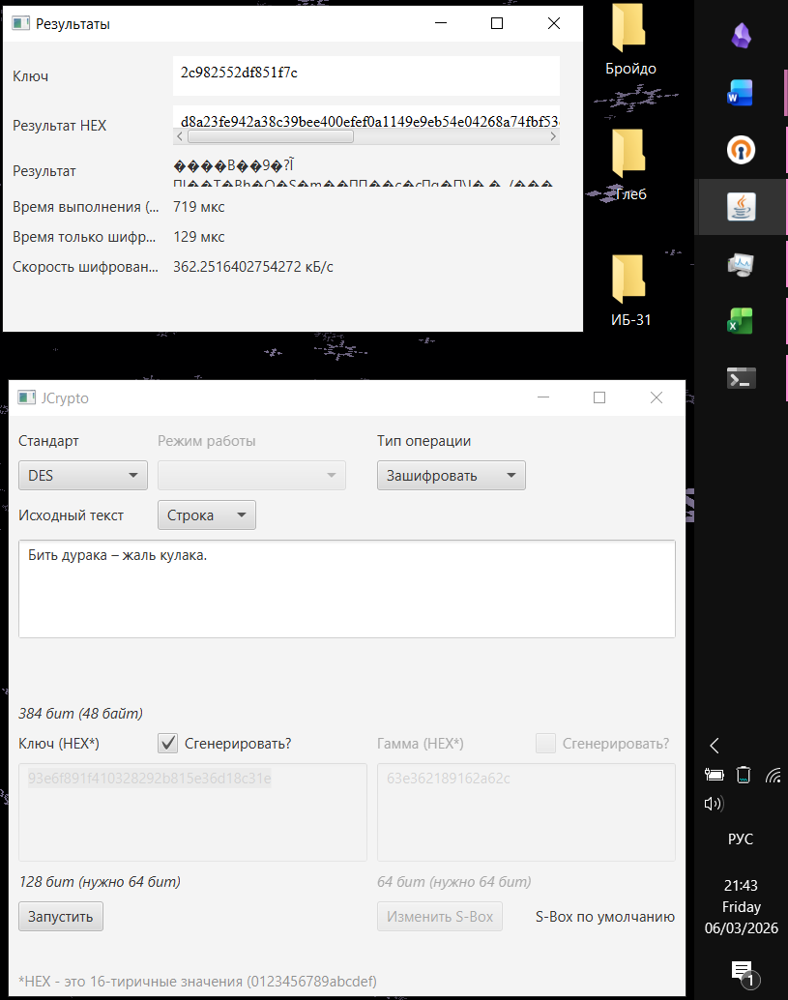 Результаты
Ключ
2c982552df851f7c
Результат HEX
d8a23fe942a38c39bee400efef0a1149e9eb54e04268a74fbf53
Результат
Время выполнения (...
719 мкс
Время только шифр...
129 мкс
Скорость шифрован...
362.2516402754272 кБ/с
Бройдо
Глеб
ИБ-31
JCrypto
Стандарт
Режим работы
Тип операции
DES
Зашифровать
Исходный текст
Строка
Бить дурака – жаль кулака.
384 бит (48 байт)
Ключ (HEX*)
Сгенерировать?
Гамма (HEX*)
Сгенерировать?
93e6f891f410328292b815e36d18c31e
63e362189162a62c
128 бит (нужно 64 бит)
64 бит (нужно 64 бит)
Запустить
Изменить S-Box
S-Box по умолчанию
*HEX - это 16-тиричные значения (0123456789abcdef)
РУС
21:43
Friday
06/03/2026
1